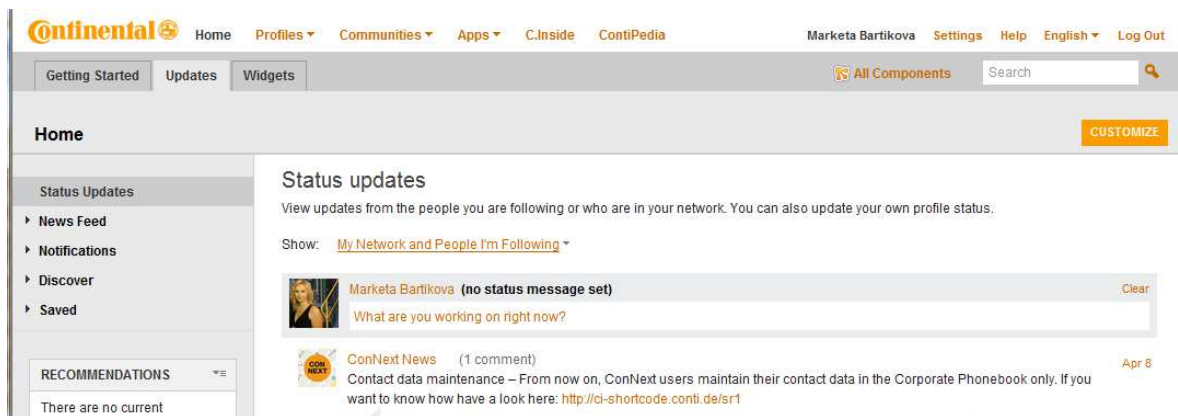 Continental Home Profiles Communities Apps C.Inside ContiPedia Marketa Bartikova Settings Help English Log Out
Getting Started Updates Widgets All Components Search
Home CUSTOMIZE
Status Updates
News Feed
Notifications
Discover
Saved
RECOMMENDATIONS
There are no current
Status updates
View updates from the people you are following or who are in your network. You can also update your own profile status.
Show: My Network and People I'm Following
Marketa Bartikova (no status message set) Clear
What are you working on right now?
CON NEXT
ConNext News (1 comment) Apr 8
Contact data maintenance – From now on, ConNext users maintain their contact data in the Corporate Phonebook only. If you
want to know how have a look here: http://ci-shortcode.conti.de/sr1